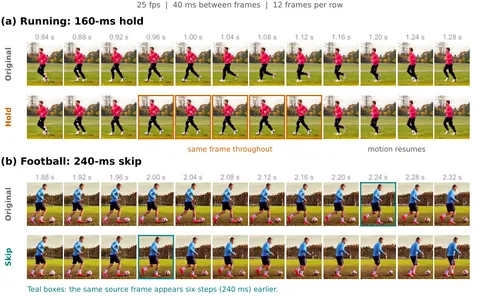 25 fps | 40 ms between frames | 12 frames per row
(a) Running: 160-ms hold
0.84 s 0.88 s 0.92 s 0.96 s 1.00 s 1.04 s 1.08 s 1.12 s 1.16 s 1.20 s 1.24 s 1.28 s
Original
Hold
same frame throughout motion resumes
(b) Football: 240-ms skip
1.88 s 1.92 s 1.96 s 2.00 s 2.04 s 2.08 s 2.12 s 2.16 s 2.20 s 2.24 s 2.28 s 2.32 s
Original
Skip
Teal boxes: the same source frame appears six steps (240 ms) earlier.